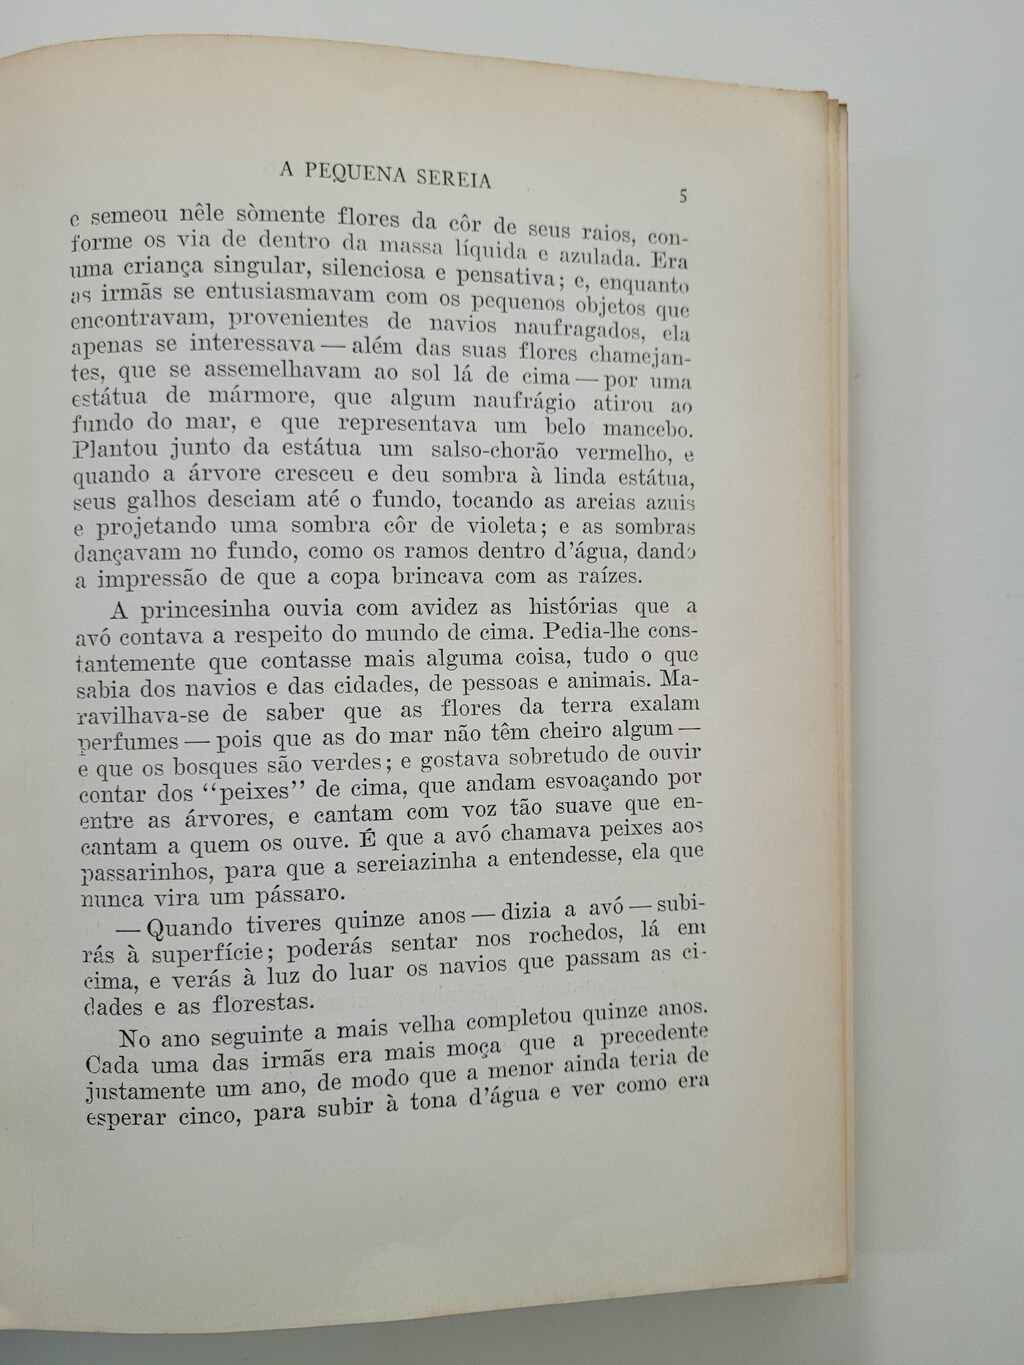 A PEQUENA SEREIA
5
e semeou nêle sòmente flores da côr de seus raios, con-
forme os via de dentro da massa líquida e azulada. Era
uma criança singular, silenciosa e pensativa; e, enquanto
as irmãs se entusiasmavam com os pequenos objetos que
encontravam, provenientes de navios naufragados, ela
apenas se interessava — além das suas flores chamejan-
tes, que se assemelhavam ao sol lá de cima — por uma
estátua de mármore, que algum naufrágio atirou ao
fundo do mar, e que representava um belo mancebo.
Plantou junto da estátua um salso-chorão vermelho, e
quando a árvore cresceu e deu sombra à linda estátua,
seus galhos desciam até o fundo, tocando as areias azuis
e projetando uma sombra côr de violeta; e as sombras
dançavam no fundo, como os ramos dentro d'água, dando
a impressão de que a copa brincava com as raízes.
A princesinha ouvia com avidez as histórias que a
avó contava a respeito do mundo de cima. Pedia-lhe cons-
tantemente que contasse mais alguma coisa, tudo o que
sabia dos navios e das cidades, de pessoas e animais. Ma-
ravilhava-se de saber que as flores da terra exalam
perfumes — pois que as do mar não têm cheiro algum —
e que os bosques são verdes; e gostava sobretudo de ouvir
contar dos "peixes" de cima, que andam esvoaçando por
entre as árvores, e cantam com voz tão suave que en-
cantam a quem os ouve. É que a avó chamava peixes aos
passarinhos, para que a sereiazinha a entendesse, ela que
nunca vira um pássaro.
— Quando tiveres quinze anos — dizia a avó — subi-
rás à superfície; poderás sentar nos rochedos, lá em
cima, e verás à luz do luar os navios que passam as ci-
dades e as florestas.
No ano seguinte a mais velha completou quinze anos.
Cada uma das irmãs era mais moça que a precedente
justamente um ano, de modo que a menor ainda teria de
esperar cinco, para subir à tona d'água e ver como era